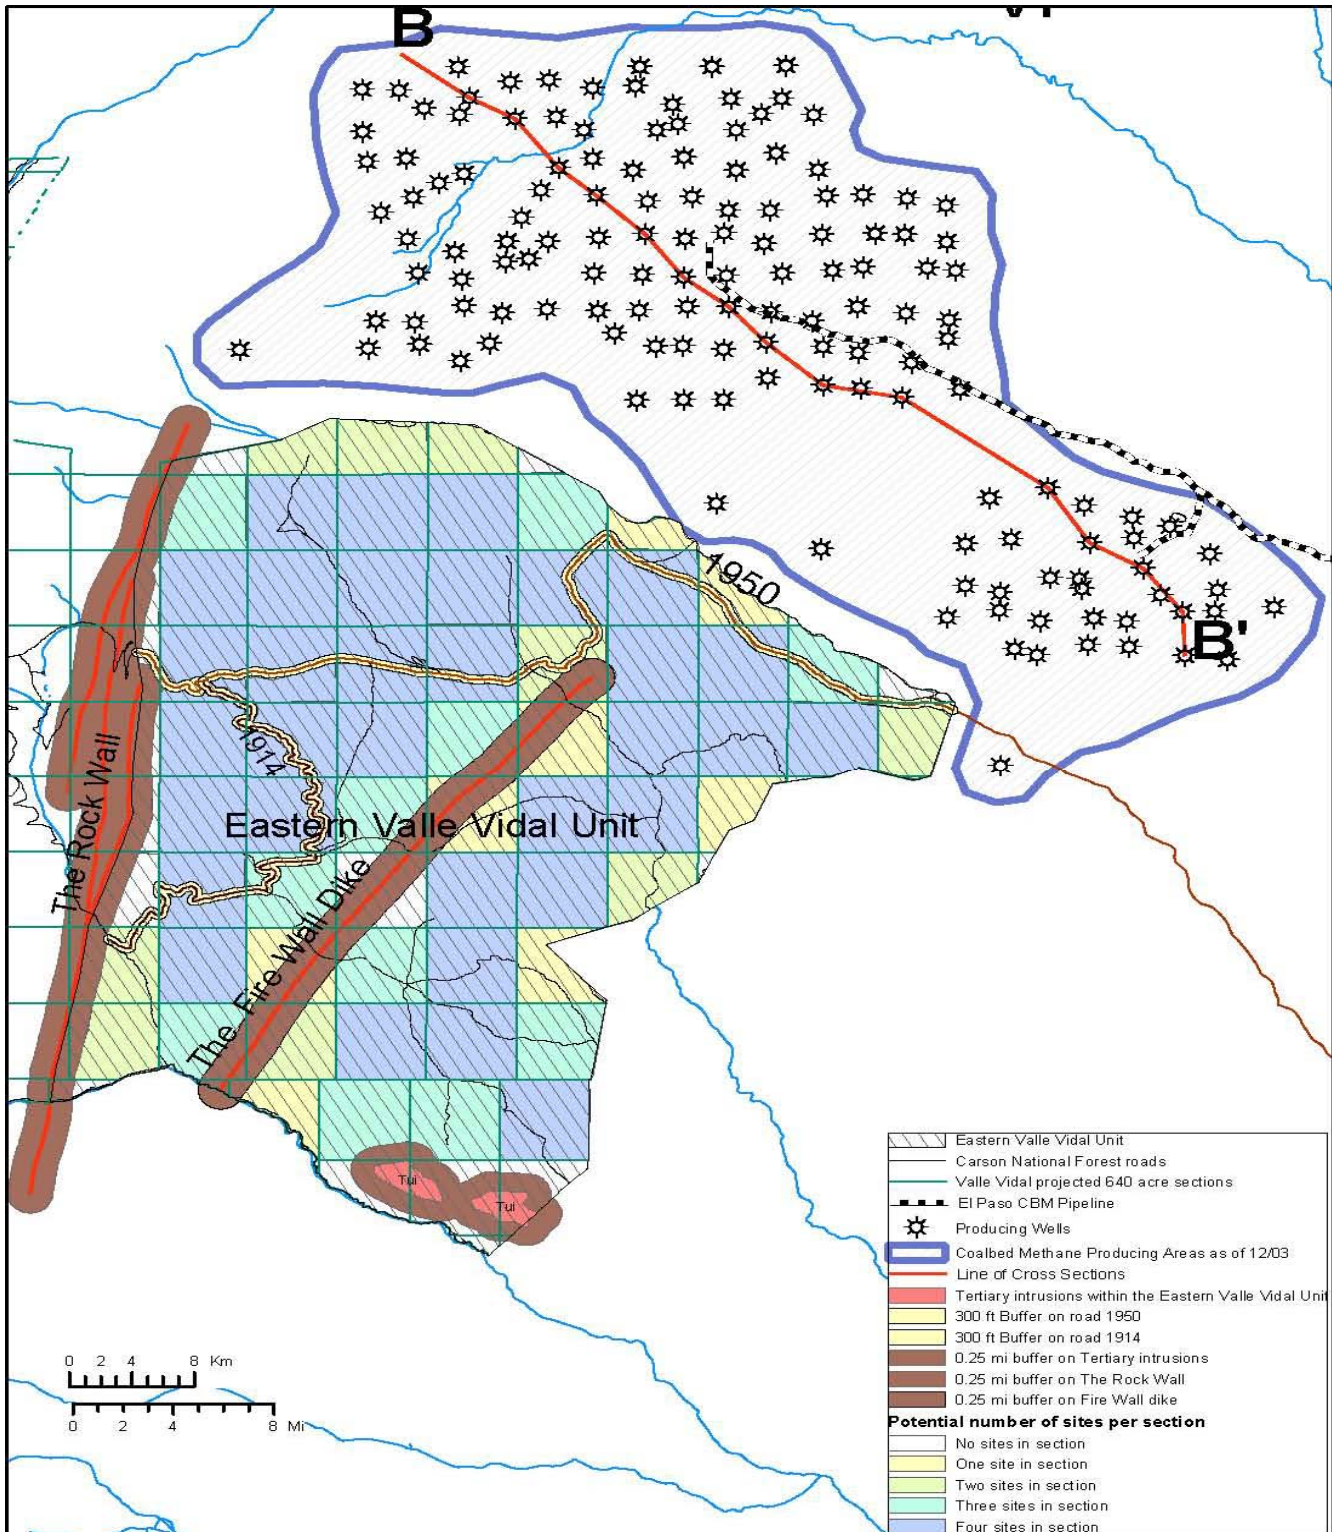 B
1950
B'
1914
The Rock Wall
Eastern Valle Vidal Unit
The Fire Wall Dike
Tui
Tui
Eastern Valle Vidal Unit
Carson National Forest roads
Valle Vidal projected 640 acre sections
El Paso CBM Pipeline
Producing Wells
Coalbed Methane Producing Areas as of 12/03
Line of Cross Sections
Tertiary intrusions within the Eastern Valle Vidal Unit
300 ft Buffer on road 1950
300 ft Buffer on road 1914
0.25 mi buffer on Tertiary intrusions
0.25 mi buffer on The Rock Wall
0.25 mi buffer on Fire Wall dike
Potential number of sites per section
No sites in section
One site in section
Two sites in section
Three sites in section
Four sites in section
0 2 4 8 Km
0 2 4 8 Mi